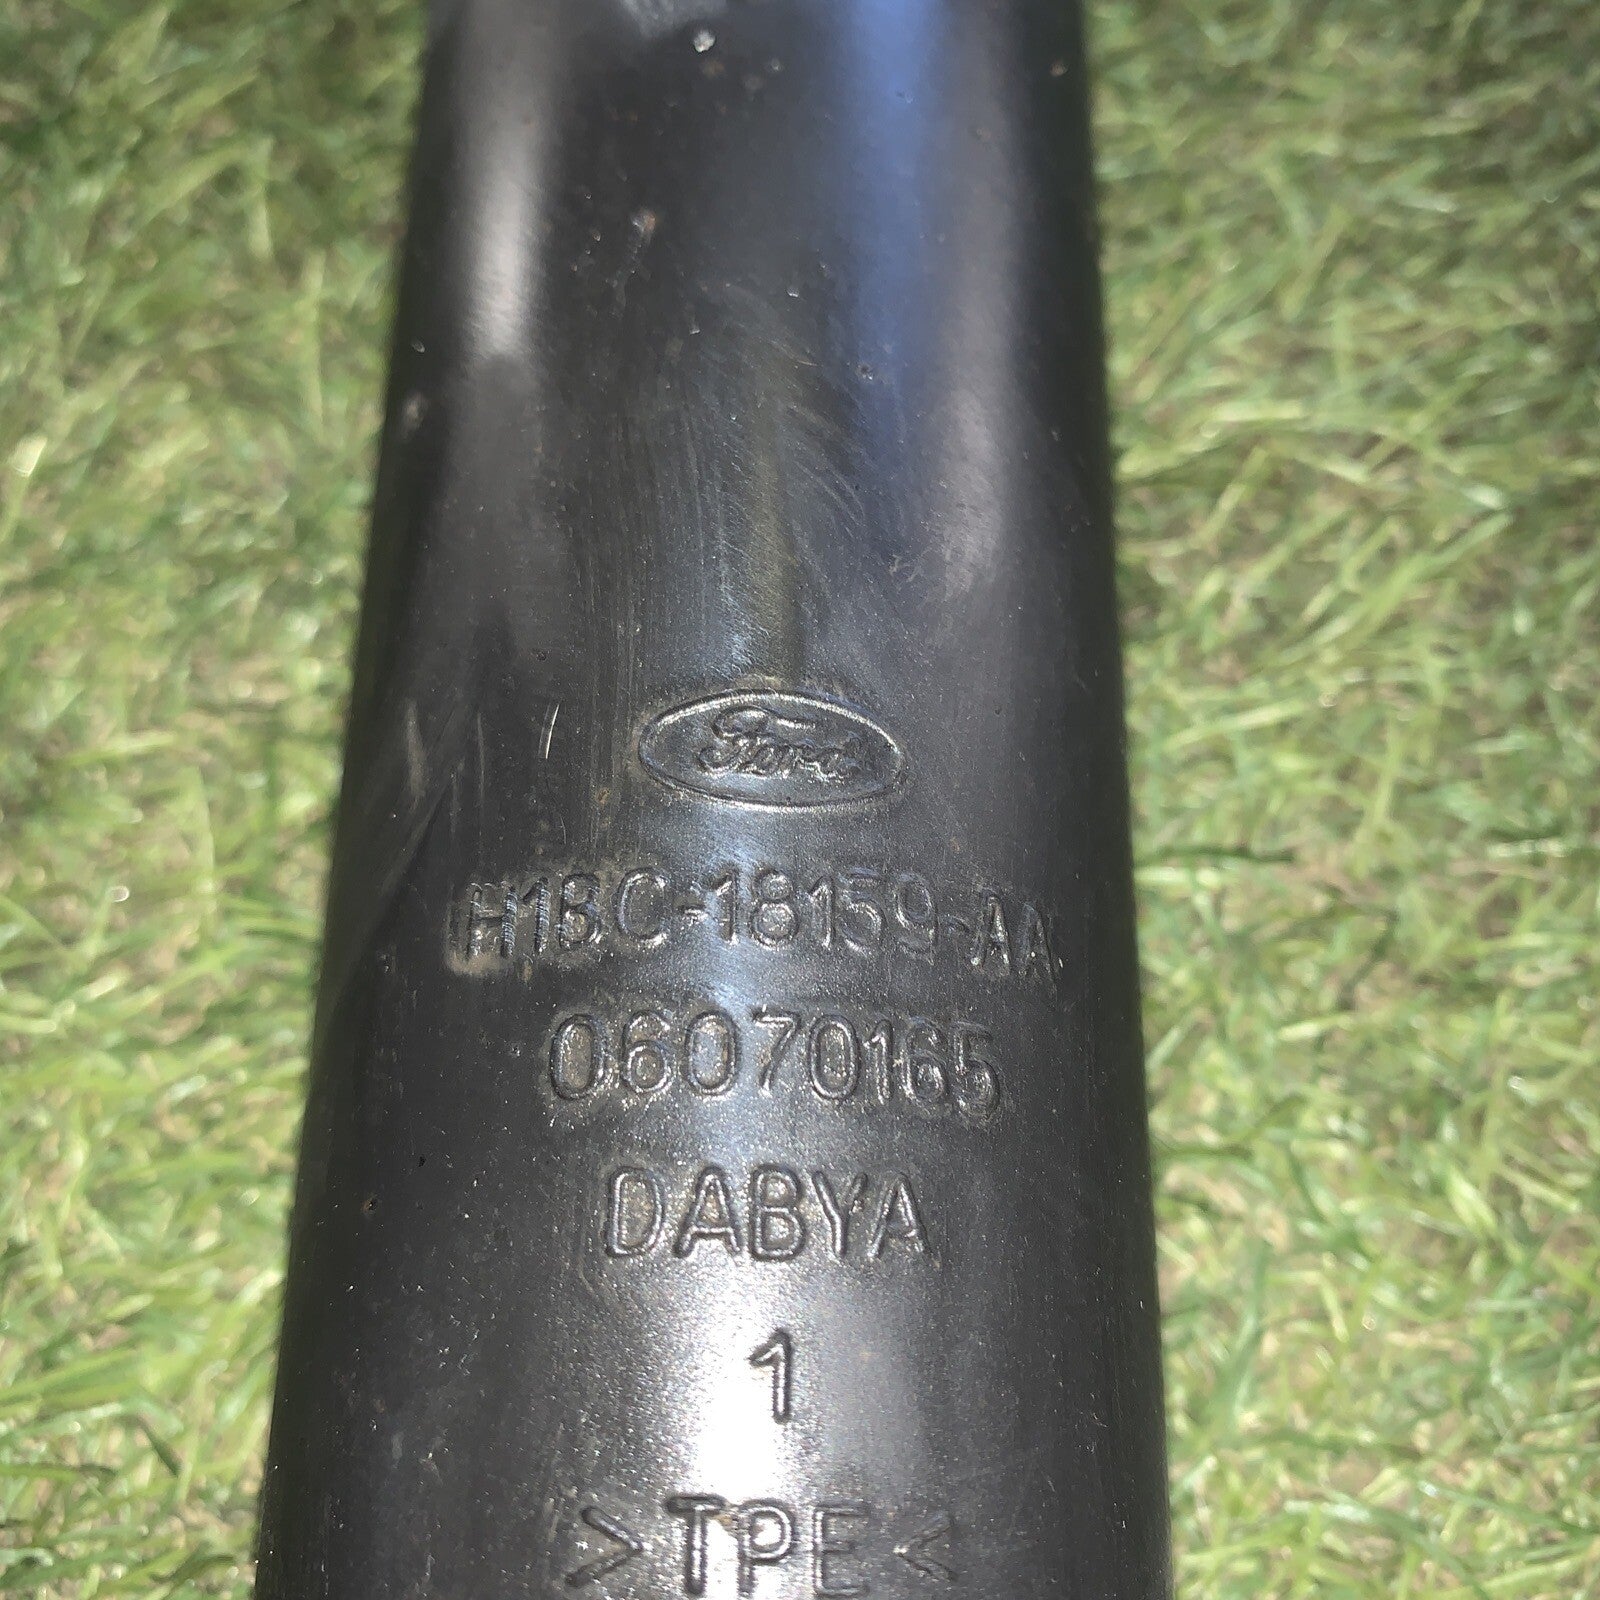 Ford
H1BC-18159-AA
06070165
DABYA
1
>TPE<